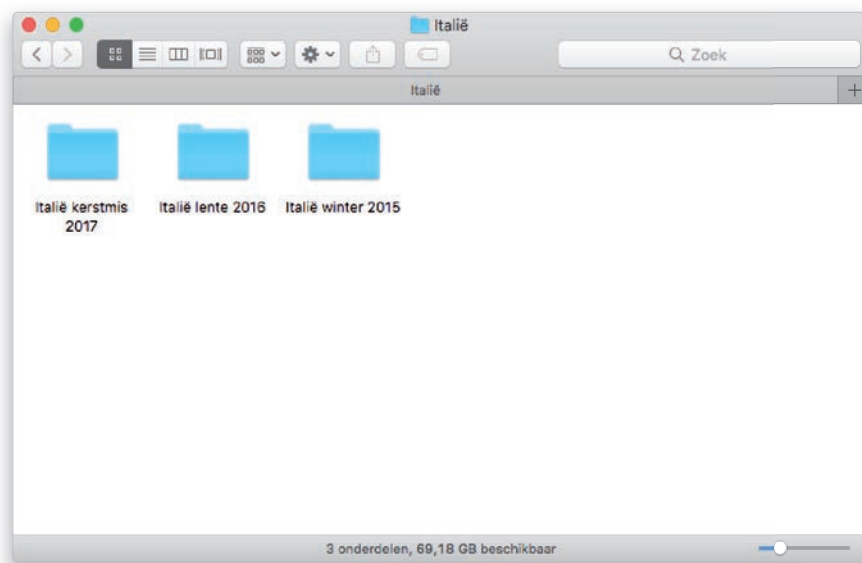 Italië
Zoek
Italië
Italië kerstmis
2017
Italië lente 2016
Italië winter 2015
3 onderdelen, 69,18 GB beschikbaar